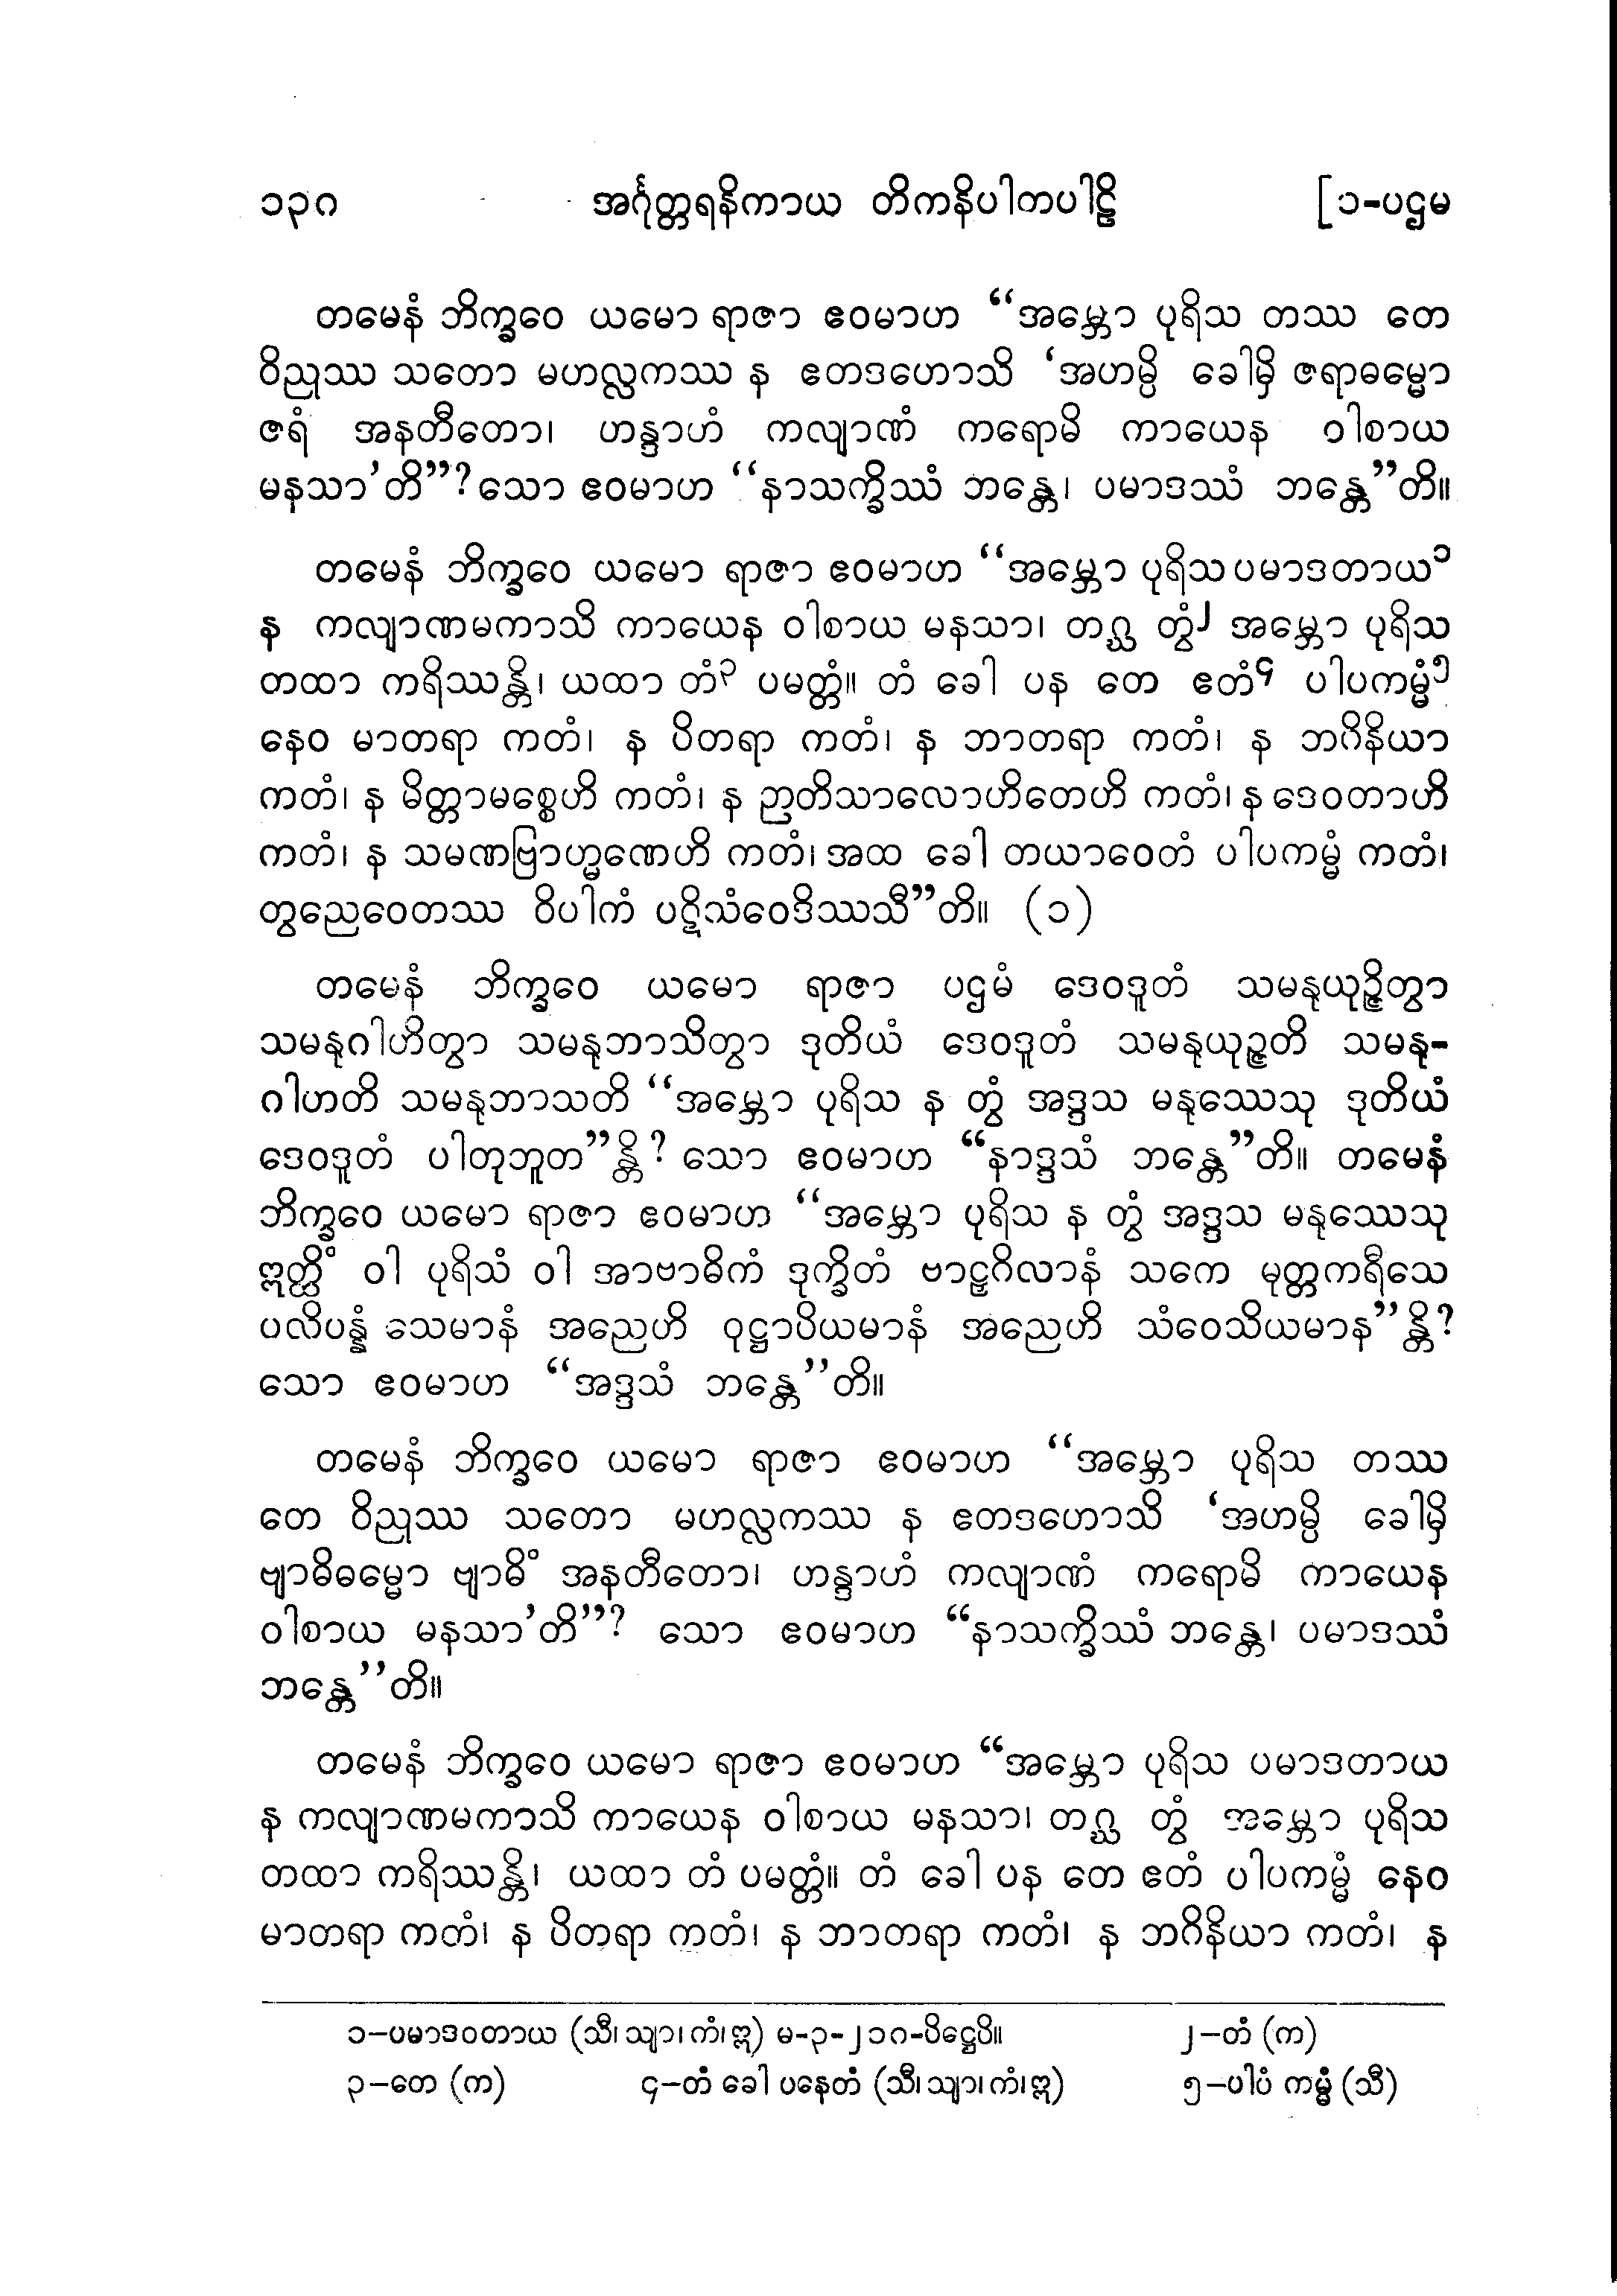 ၁၃၈ အင်္ဂုတ္တရနိကာယ တိကနိပါတပါဠိ [၁-ပဌမ
တမေနံ ဘိက္ခဝေ ယမော ရာဇာ ဧဝမာဟ “အမ္ဘော ပုရိသ တဿ တေ
ဝိညုဿ သတော မဟလ္လကဿ န ဧတဒဟောသိ ‘အဟမ္ပိ ခေါမှိ ဇရာဓမ္မော
ဇရံ အနတီတော၊ ဟန္ဒာဟံ ကလျာဏံ ကရောမိ ကာယေန ဝါစာယ
မနသာ’တိ”? သော ဧဝမာဟ “နာသက္ခိဿံ ဘန္တေ၊ ပမာဒဿံ ဘန္တေ”တိ။
တမေနံ ဘိက္ခဝေ ယမော ရာဇာ ဧဝမာဟ “အမ္ဘော ပုရိသ ပမာဒတာယ၁
န ကလျာဏမကာသိ ကာယေန ဝါစာယ မနသာ၊ တဂ္ဃ တွံ၂ အမ္ဘော ပုရိသ
တထာ ကရိဿန္တိ၊ ယထာ တံ၃ ပမတ္တံ။ တံ ခေါ ပန တေ ဧတံ၄ ပါပကမ္မံ၅
နေဝ မာတရာ ကတံ၊ န ပိတရာ ကတံ၊ န ဘာတရာ ကတံ၊ န ဘဂိနိယာ
ကတံ၊ န မိတ္တာမစ္စေဟိ ကတံ၊ န ဉာတိသာလောဟိတေဟိ ကတံ၊ န ဒေဝတာဟိ
ကတံ၊ န သမဏဗြာဟ္မဏေဟိ ကတံ၊ အထ ခေါ တယာဝေတံ ပါပကမ္မံ ကတံ၊
တွညေဝေတဿ ဝိပါကံ ပဋိသံဝေဒိဿသီ”တိ။ (၁)
တမေနံ ဘိက္ခဝေ ယမော ရာဇာ ပဌမံ ဒေဝဒူတံ သမနုယုဉ္ဇိတွာ
သမနုဂါဟိတွာ သမနုဘာသိတွာ ဒုတိယံ ဒေဝဒူတံ သမနုယုဉ္ဇတိ သမနု-
ဂါဟတိ သမနုဘာသတိ “အမ္ဘော ပုရိသ န တွံ အဒ္ဒသ မနုဿေသု ဒုတိယံ
ဒေဝဒူတံ ပါတုဘူတ”န္တိ? သော ဧဝမာဟ “နာဒ္ဒသံ ဘန္တေ”တိ။ တမေနံ
ဘိက္ခဝေ ယမော ရာဇာ ဧဝမာဟ “အမ္ဘော ပုရိသ န တွံ အဒ္ဒသ မနုဿေသု
ဣတ္ထိံ ဝါ ပုရိသံ ဝါ အာဗာဓိကံ ဒုက္ခိတံ ဗာဠှဂိလာနံ သကေ မုတ္တကရီသေ
ပလိပန္နံ သေမာနံ အညေဟိ ဝုဋ္ဌာပိယမာနံ အညေဟိ သံဝေသိယမာန”န္တိ?
သော ဧဝမာဟ “အဒ္ဒသံ ဘန္တေ”တိ။
တမေနံ ဘိက္ခဝေ ယမော ရာဇာ ဧဝမာဟ “အမ္ဘော ပုရိသ တဿ
တေ ဝိညုဿ သတော မဟလ္လကဿ န ဧတဒဟောသိ ‘အဟမ္ပိ ခေါမှိ
ဗျာဓိဓမ္မော ဗျာဓိံ အနတီတော၊ ဟန္ဒာဟံ ကလျာဏံ ကရောမိ ကာယေန
ဝါစာယ မနသာ’တိ”? သော ဧဝမာဟ “နာသက္ခိဿံ ဘန္တေ၊ ပမာဒဿံ
ဘန္တေ”တိ။
တမေနံ ဘိက္ခဝေ ယမော ရာဇာ ဧဝမာဟ “အမ္ဘော ပုရိသ ပမာဒတာယ
န ကလျာဏမကာသိ ကာယေန ဝါစာယ မနသာ၊ တဂ္ဃ တွံ အမ္ဘော ပုရိသ
တထာ ကရိဿန္တိ၊ ယထာ တံ ပမတ္တံ။ တံ ခေါ ပန တေ ဧတံ ပါပကမ္မံ နေဝ
မာတရာ ကတံ၊ န ပိတရာ ကတံ၊ န ဘာတရာ ကတံ၊ န ဘဂိနိယာ ကတံ၊ န
၁–ပမာဒဝတာယ (သီ၊ သျာ၊ ကံ၊ ဣ) မ-၃-၂၁၈-ပိဋ္ဌေပိ။ ၂–တံ (က)
၃–တေ (က) ၄–တံ ခေါ ပနေတံ (သီ၊ သျာ၊ ကံ၊ ဣ) ၅–ပါပံ ကမ္မံ (သီ)